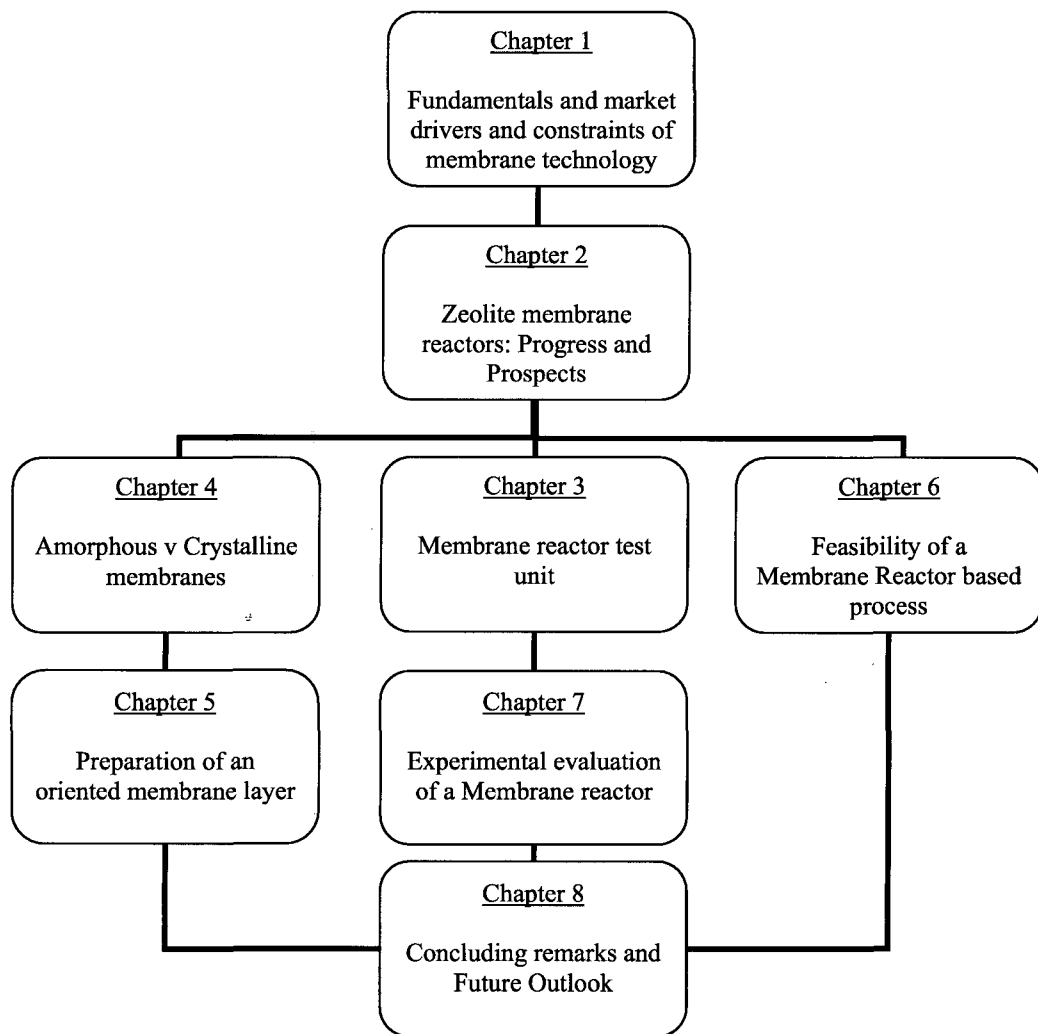 Chapter 1
Fundamentals and market
drivers and constraints of
membrane technology
Chapter 2
Zeolite membrane
reactors: Progress and
Prospects
Chapter 4
Amorphous v Crystalline
membranes
Chapter 3
Membrane reactor test
unit
Chapter 6
Feasibility of a
Membrane Reactor based
process
Chapter 5
Preparation of an
oriented membrane layer
Chapter 7
Experimental evaluation
of a Membrane reactor
Chapter 8
Concluding remarks and
Future Outlook